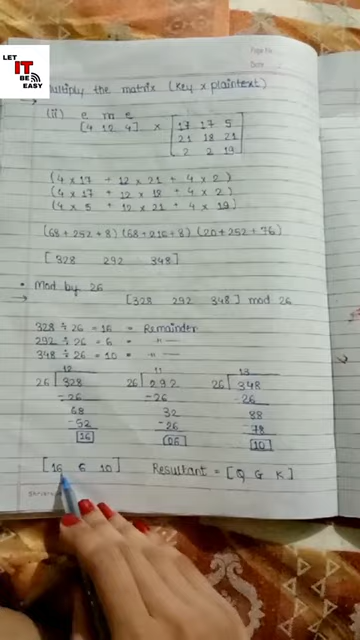 LET
IT
BE
EASY
Page No.
Multiply the matrix (key x plaintext)
(ii) e m e
[4 12 4] × [17 17 5
21 18 21
2 2 19]
(4 × 17 + 12 × 21 + 4 × 2)
(4 × 17 + 12 × 18 + 4 × 2)
(4 × 5 + 12 × 21 + 4 × 19)
(68 + 252 + 8) (68 + 216 + 8) (20 + 252 + 76)
[328 292 348]
• Mod by 26
→ [328 292 348] mod 26
328 ÷ 26 = 16 = Remainder
292 ÷ 26 = 6 = " —
348 ÷ 26 = 10 = " —
12 11 13
26 328 26 292 26 348
-26 -26 -26
68 32 88
-52 -26 -78
16 06 10
[16 6 10] Resultant = [Q G K]